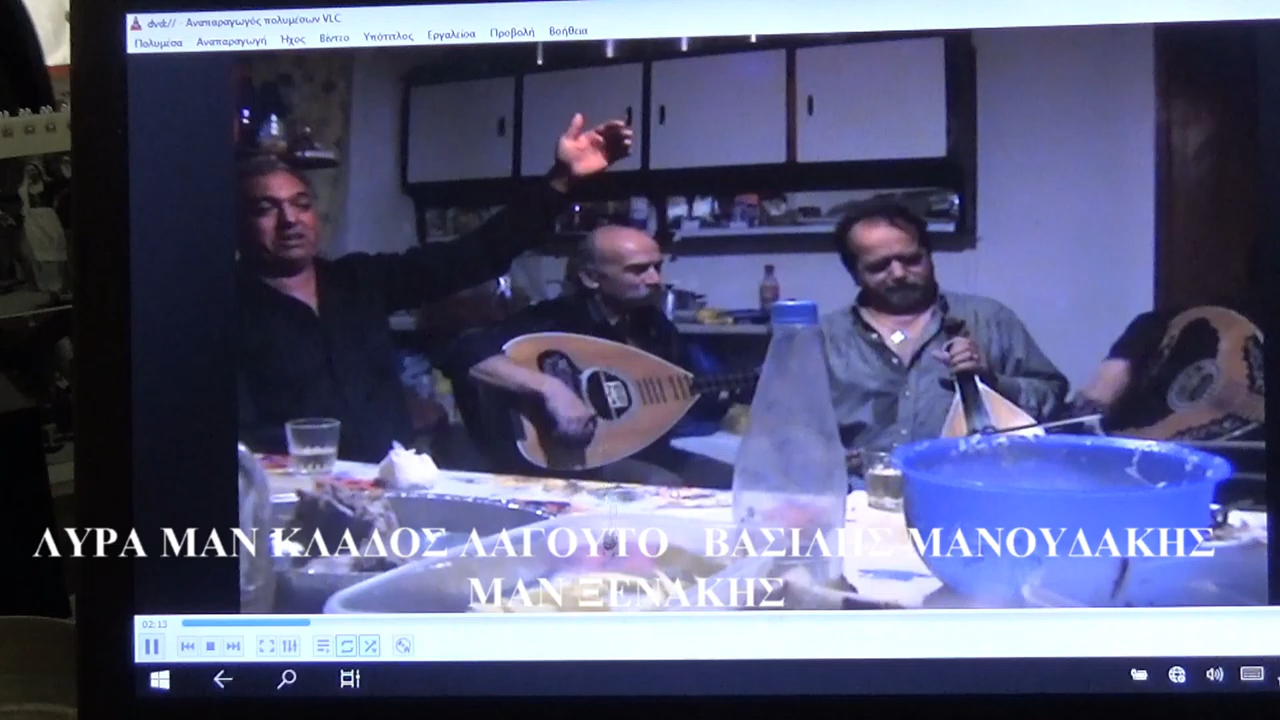 dvd:// - Αναπαραγωγός πολυμέσων VLC
Πολυμέσα Αναπαραγωγή Ήχος Βίντεο Υπότιτλος Εργαλεία Προβολή Βοήθεια
ΛΥΡΑ ΜΑΝ ΚΛΑΔΟΣ ΛΑΓΟΥΤΟ ΒΑΣΙΛΗΣ ΜΑΝΟΥΔΑΚΗΣ
ΜΑΝ ΞΕΝΑΚΗΣ
02:13